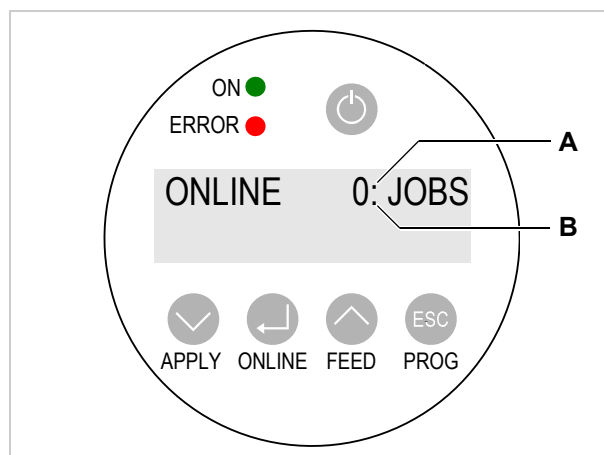 ON
ERROR
A
ONLINE 0: JOBS
B
ESC
APPLY ONLINE FEED PROG